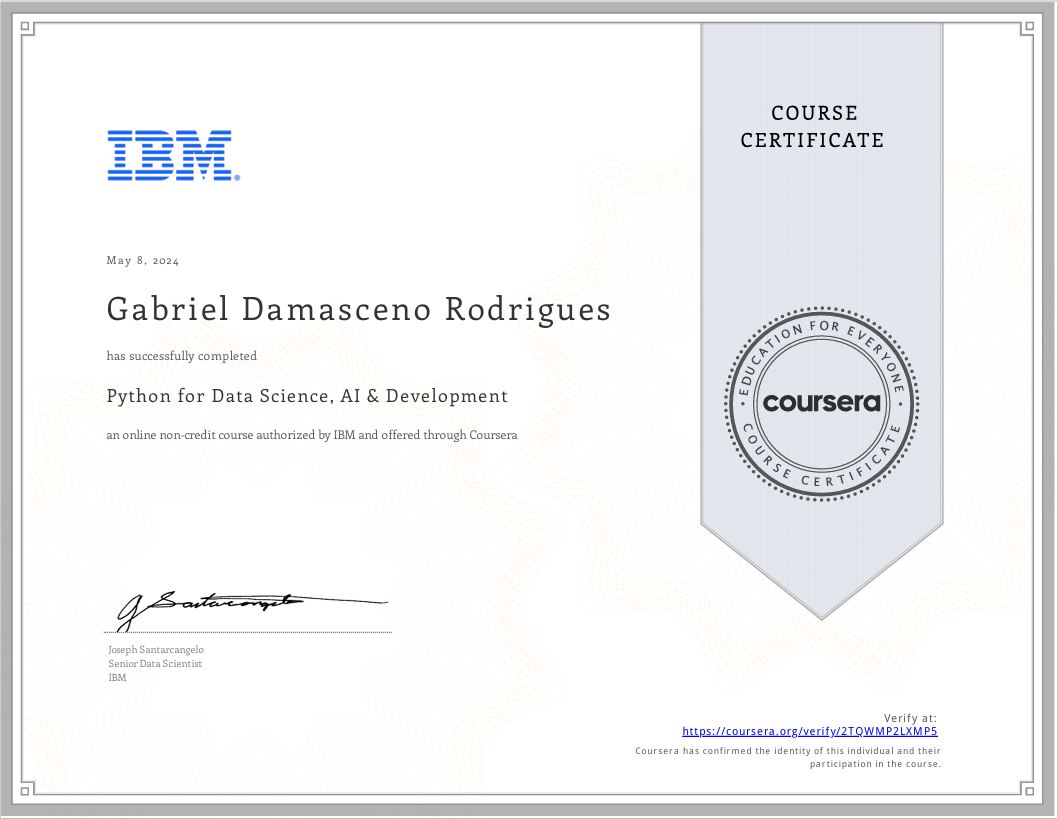 COURSE
CERTIFICATE
IBM®
May 8, 2024
Gabriel Damasceno Rodrigues
has successfully completed
Python for Data Science, AI & Development
an online non-credit course authorized by IBM and offered through Coursera
EDUCATION FOR EVERYONE
coursera
COURSE CERTIFICATE
J Santarcangelo
Joseph Santarcangelo
Senior Data Scientist
IBM
Verify at:
https://coursera.org/verify/2TQWMP2LXMP5
Coursera has confirmed the identity of this individual and their
participation in the course.